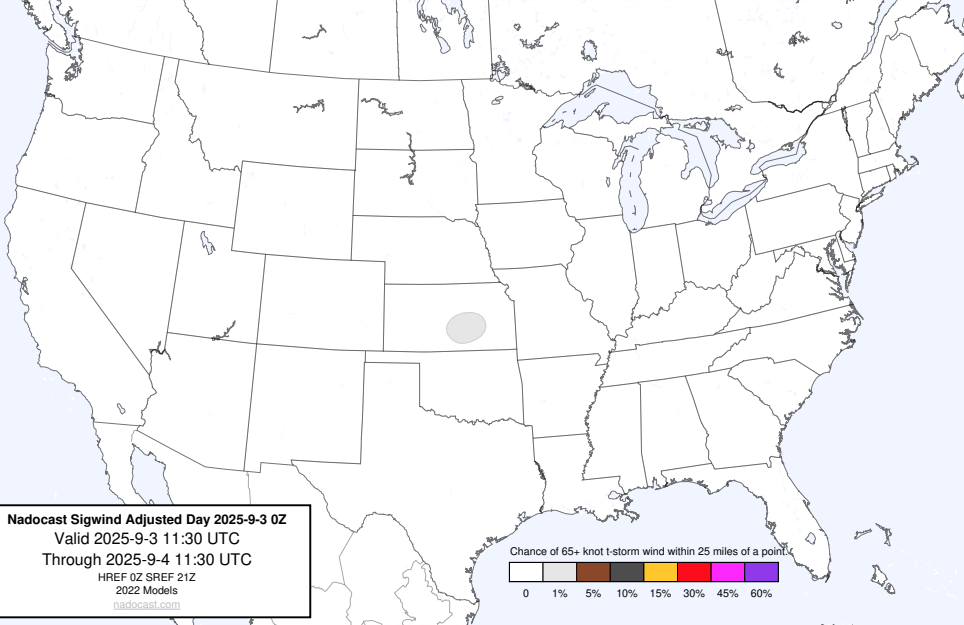 Nadocast Sigwind Adjusted Day 2025-9-3 0Z
Valid 2025-9-3 11:30 UTC
Through 2025-9-4 11:30 UTC
HREF 0Z SREF 21Z
2022 Models
nadocast.com
Chance of 65+ knot t-storm wind within 25 miles of a point.
0 1% 5% 10% 15% 30% 45% 60%